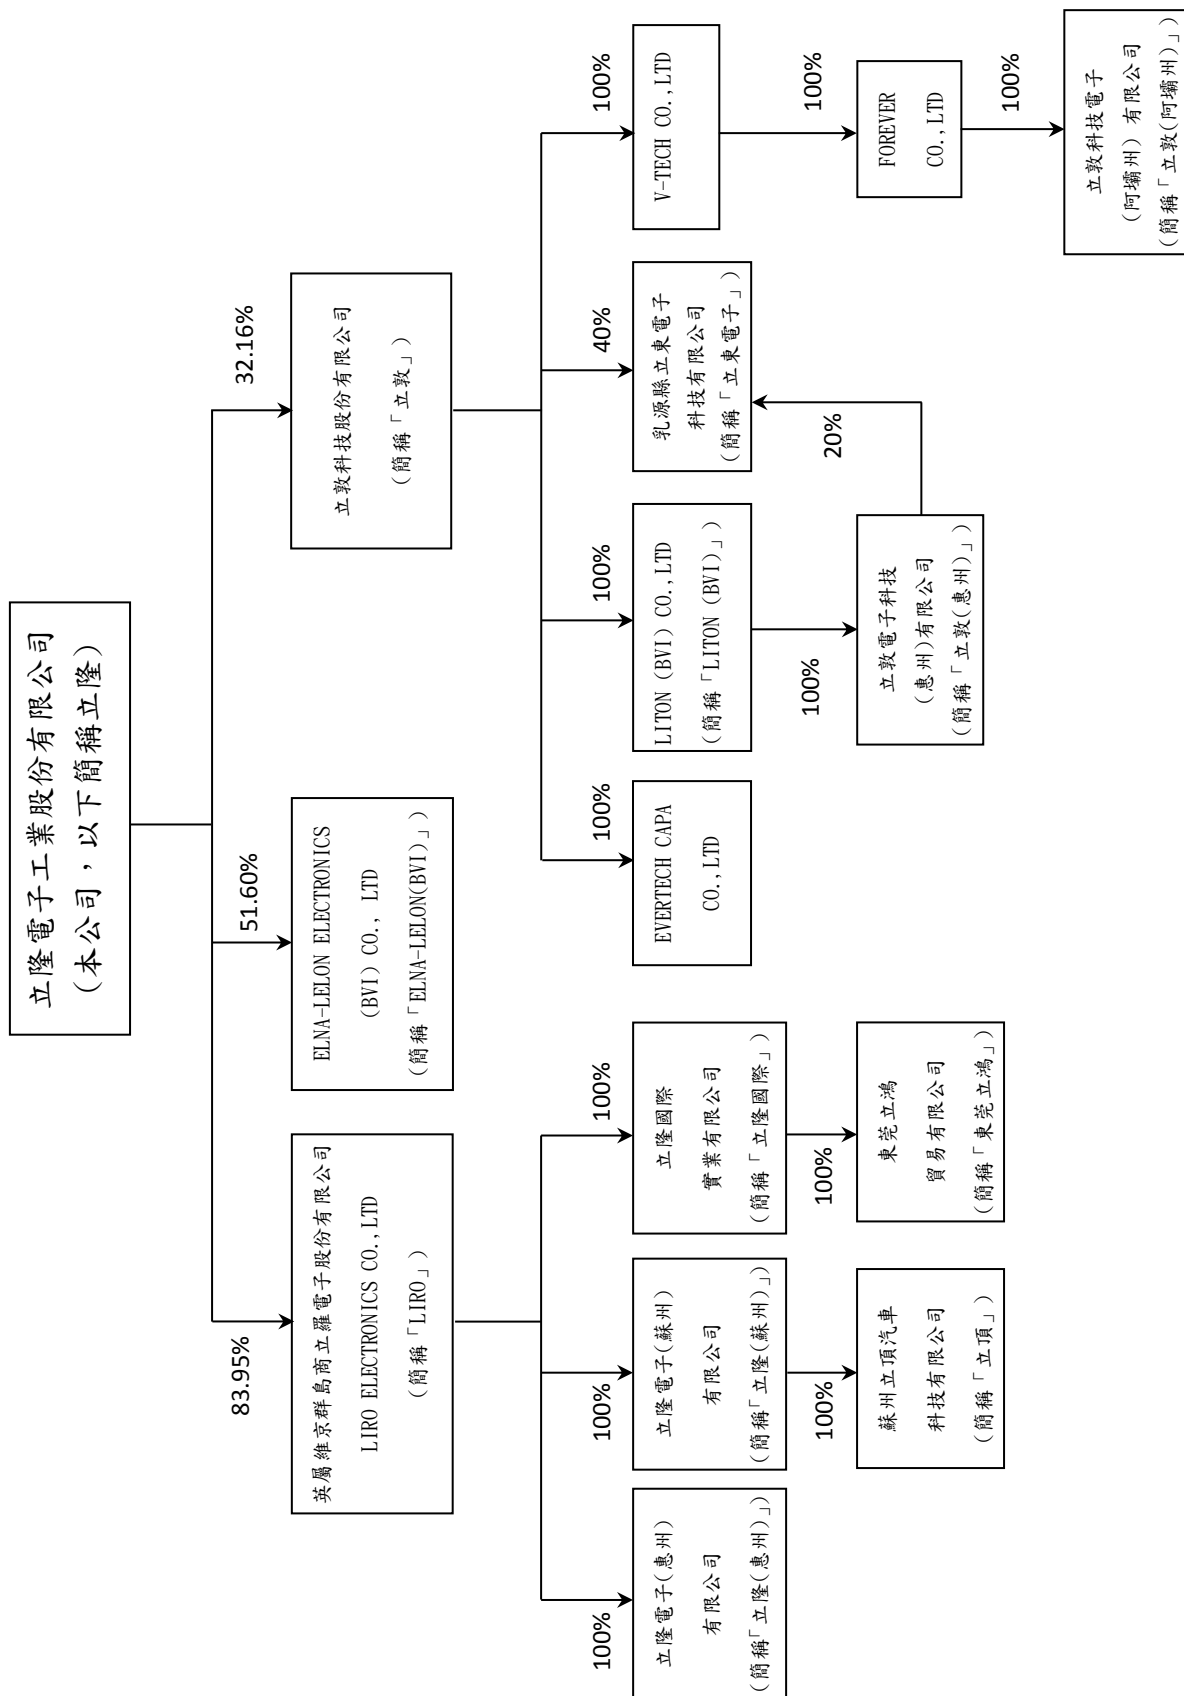 立隆電子工業股份有限公司
(本公司，以下簡稱立隆)
83.95%
51.60%
32.16%
英屬維京群島商立羅電子股份有限公司
LIRO ELECTRONICS CO.,LTD
(簡稱「LIRO」)
ELNA-LELON ELECTRONICS
(BVI) CO., LTD
(簡稱「ELNA-LELON(BVI)」)
立敦科技股份有限公司
(簡稱「立敦」)
100%
100%
100%
100%
100%
40%
100%
立隆電子(惠州)
有限公司
(簡稱「立隆(惠州)」)
立隆電子(蘇州)
有限公司
(簡稱「立隆(蘇州)」)
立隆國際
實業有限公司
(簡稱「立隆國際」)
EVERTECH CAPA
CO.,LTD
LITON (BVI) CO.,LTD
(簡稱「LITON (BVI)」)
乳源縣立東電子
科技有限公司
(簡稱「立東電子」)
V-TECH CO.,LTD
100%
100%
100%
20%
100%
蘇州立頂汽車
科技有限公司
(簡稱「立頂」)
東莞立鴻
貿易有限公司
(簡稱「東莞立鴻」)
立敦電子科技
(惠州)有限公司
(簡稱「立敦(惠州)」)
FOREVER
CO.,LTD
100%
立敦科技電子
(阿壩州) 有限公司
(簡稱「立敦(阿壩州)」)